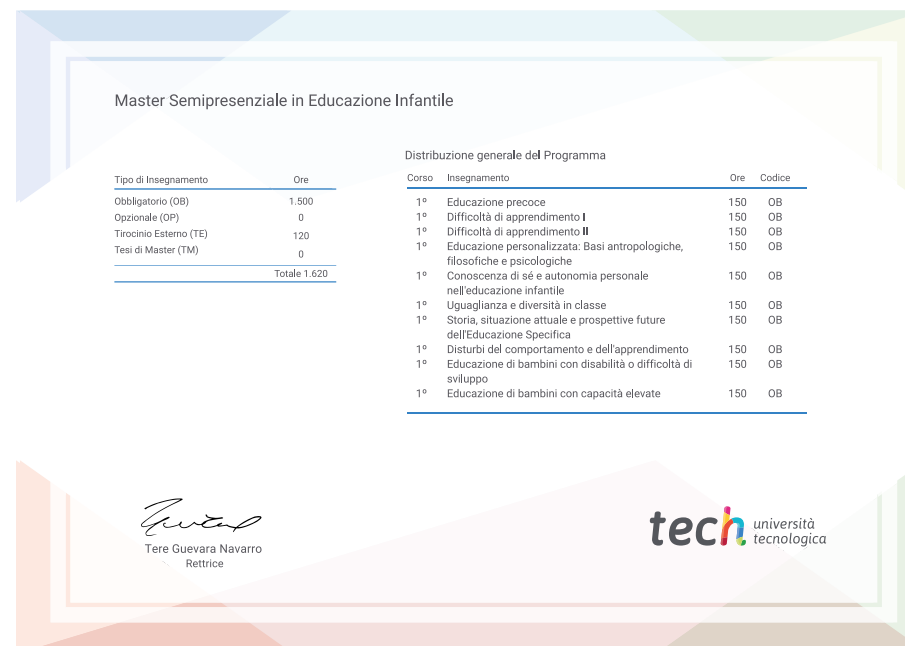 Master Semipresenziale in Educazione Infantile
Tipo di Insegnamento Ore
Obbligatorio (OB) 1.500
Opzionale (OP) 0
Tirocinio Esterno (TE) 120
Tesi di Master (TM) 0
Totale 1.620
Distribuzione generale del Programma
Corso Insegnamento Ore Codice
1º Educazione precoce 150 OB
1º Difficoltà di apprendimento I 150 OB
1º Difficoltà di apprendimento II 150 OB
1º Educazione personalizzata: Basi antropologiche, 150 OB
filosofiche e psicologiche
1º Conoscenza di sé e autonomia personale 150 OB
nell'educazione infantile
1º Uguaglianza e diversità in classe 150 OB
1º Storia, situazione attuale e prospettive future 150 OB
dell'Educazione Specifica
1º Disturbi del comportamento e dell'apprendimento 150 OB
1º Educazione di bambini con disabilità o difficoltà di 150 OB
sviluppo
1º Educazione di bambini con capacità elevate 150 OB
Tere Guevara Navarro
Rettrice
tech università
tecnologica